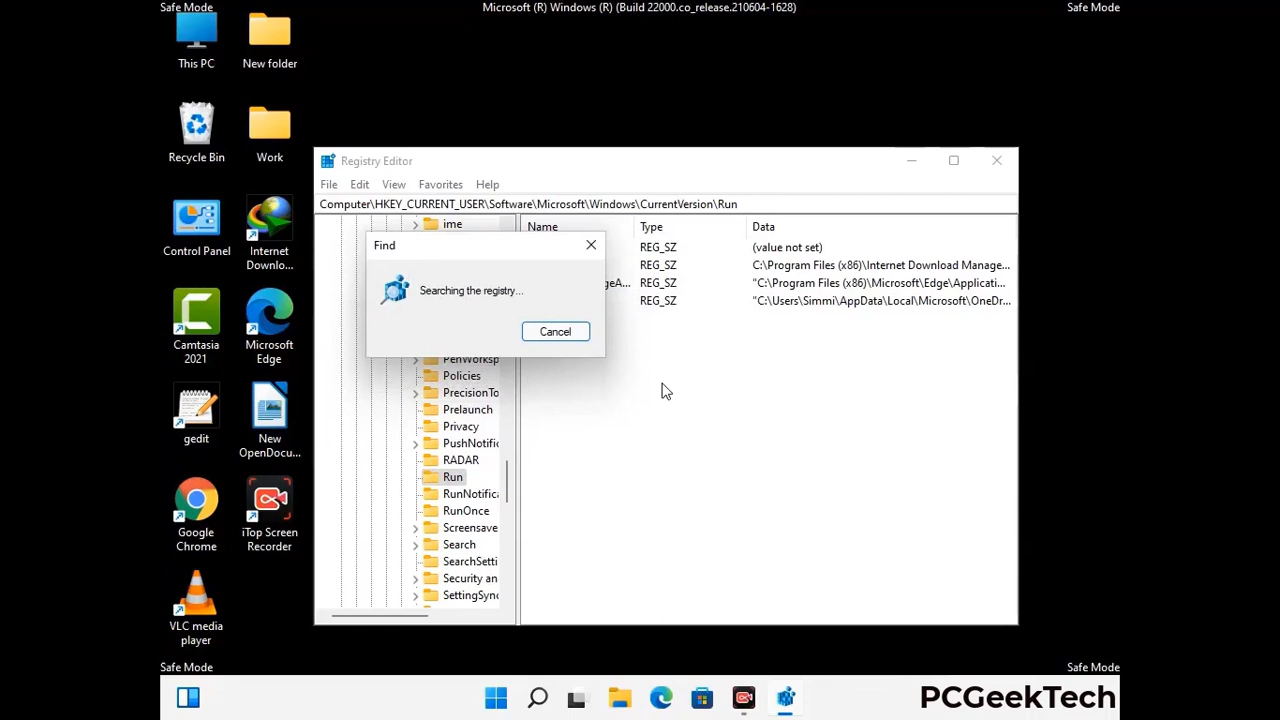 Safe Mode
Microsoft (R) Windows (R) (Build 22000.co_release.210604-1628)
Safe Mode
This PC
New folder
Recycle Bin
Work
Control Panel
Internet
Downlo...
Camtasia
2021
Microsoft
Edge
gedit
New
OpenDocu...
Google
Chrome
iTop Screen
Recorder
VLC media
player
Registry Editor
File Edit View Favorites Help
Computer\HKEY_CURRENT_USER\Software\Microsoft\Windows\CurrentVersion\Run
ime
PenWorksp
Policies
PrecisionTo
Prelaunch
Privacy
PushNotific
RADAR
Run
RunNotifica
RunOnce
Screensave
Search
SearchSetti
Security an
SettingSync
Name Type Data
REG_SZ (value not set)
REG_SZ C:\Program Files (x86)\Internet Download Manage...
geA... REG_SZ "C:\Program Files (x86)\Microsoft\Edge\Applicati...
REG_SZ "C:\Users\Simmi\AppData\Local\Microsoft\OneDr...
Find
Searching the registry...
Cancel
Safe Mode
Safe Mode
PCGeekTech